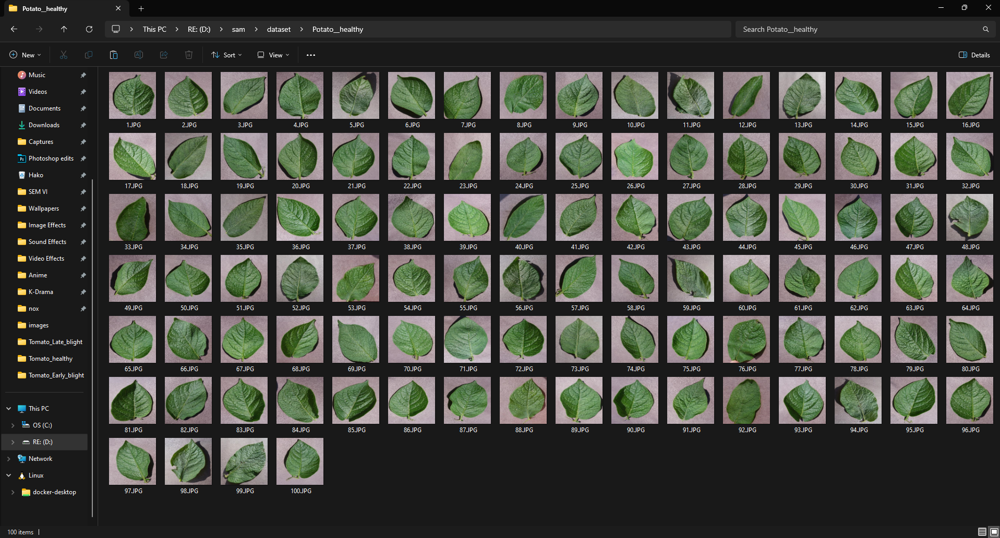 Potato__healthy
This PC > RE: (D:) > sam > dataset > Potato__healthy
Search Potato__healthy
New
Sort
View
Details
Music
Videos
Documents
Downloads
Captures
Photoshop edits
Hako
SEM VI
Wallpapers
Image Effects
Sound Effects
Video Effects
Anime
K-Drama
nox
images
Tomato_Late_blight
Tomato_healthy
Tomato_Early_blight
This PC
OS (C:)
RE: (D:)
Network
Linux
docker-desktop
1.JPG 2.JPG 3.JPG 4.JPG 5.JPG 6.JPG 7.JPG 8.JPG 9.JPG 10.JPG 11.JPG 12.JPG 13.JPG 14.JPG 15.JPG 16.JPG
17.JPG 18.JPG 19.JPG 20.JPG 21.JPG 22.JPG 23.JPG 24.JPG 25.JPG 26.JPG 27.JPG 28.JPG 29.JPG 30.JPG 31.JPG 32.JPG
33.JPG 34.JPG 35.JPG 36.JPG 37.JPG 38.JPG 39.JPG 40.JPG 41.JPG 42.JPG 43.JPG 44.JPG 45.JPG 46.JPG 47.JPG 48.JPG
49.JPG 50.JPG 51.JPG 52.JPG 53.JPG 54.JPG 55.JPG 56.JPG 57.JPG 58.JPG 59.JPG 60.JPG 61.JPG 62.JPG 63.JPG 64.JPG
65.JPG 66.JPG 67.JPG 68.JPG 69.JPG 70.JPG 71.JPG 72.JPG 73.JPG 74.JPG 75.JPG 76.JPG 77.JPG 78.JPG 79.JPG 80.JPG
81.JPG 82.JPG 83.JPG 84.JPG 85.JPG 86.JPG 87.JPG 88.JPG 89.JPG 90.JPG 91.JPG 92.JPG 93.JPG 94.JPG 95.JPG 96.JPG
97.JPG 98.JPG 99.JPG 100.JPG
100 items